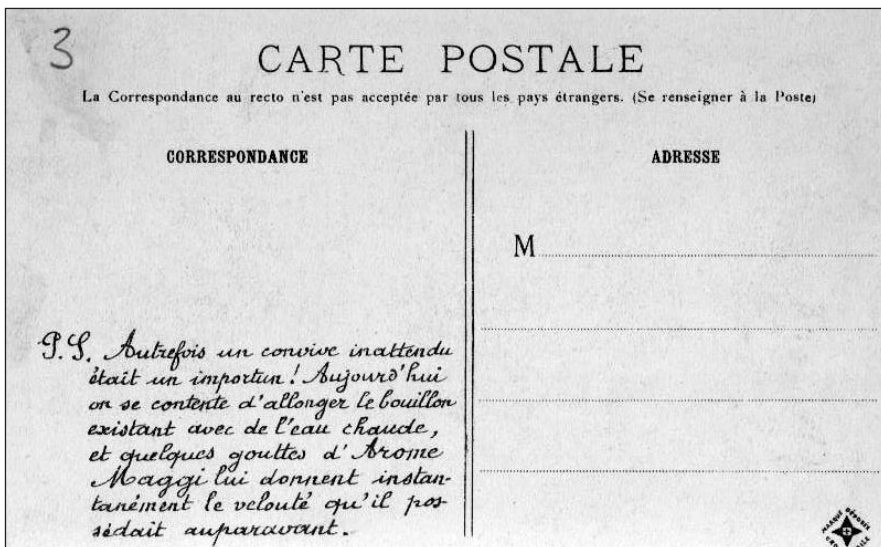 3
CARTE POSTALE
La Correspondance au recto n'est pas acceptée par tous les pays étrangers. (Se renseigner à la Poste)
CORRESPONDANCE
P.S. Autrefois un convive inattendu
était un importun! Aujourd'hui
on se contente d'allonger le bouillon
existant avec de l'eau chaude,
et quelques gouttes d'Arome
Maggi lui donnent instan-
tanément le velouté qu'il pos-
sédait auparavant.
ADRESSE
M
MARQUE DÉPOSÉE